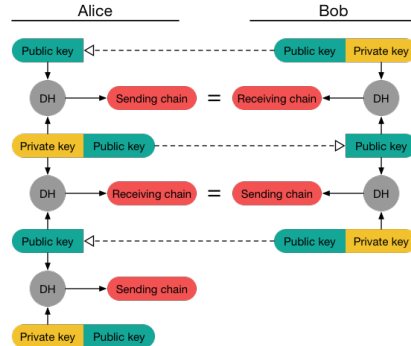 Alice Bob
Public key Public key Private key
DH Sending chain = Receiving chain DH
Private key Public key Public key
DH Receiving chain = Sending chain DH
Public key Public key Private key
DH Sending chain
Private key Public key